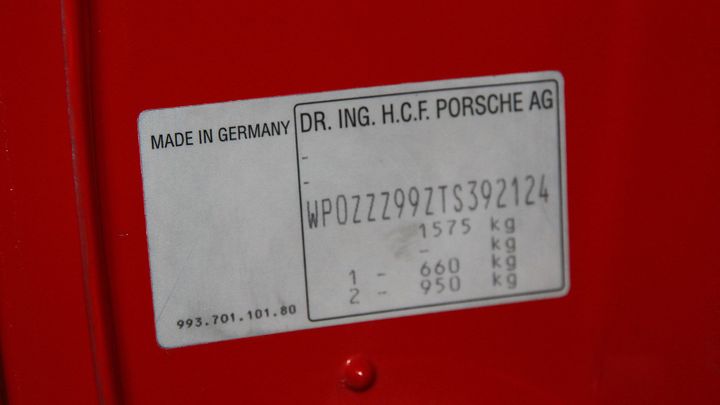 MADE IN GERMANY
DR. ING. H.C.F. PORSCHE AG
-
-
WP0ZZZ99ZTS392124
1575 kg
- kg
1 - 660 kg
2 - 950 kg
993.701.101.80